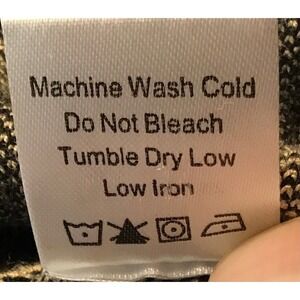 Machine Wash Cold
Do Not Bleach
Tumble Dry Low
Low Iron